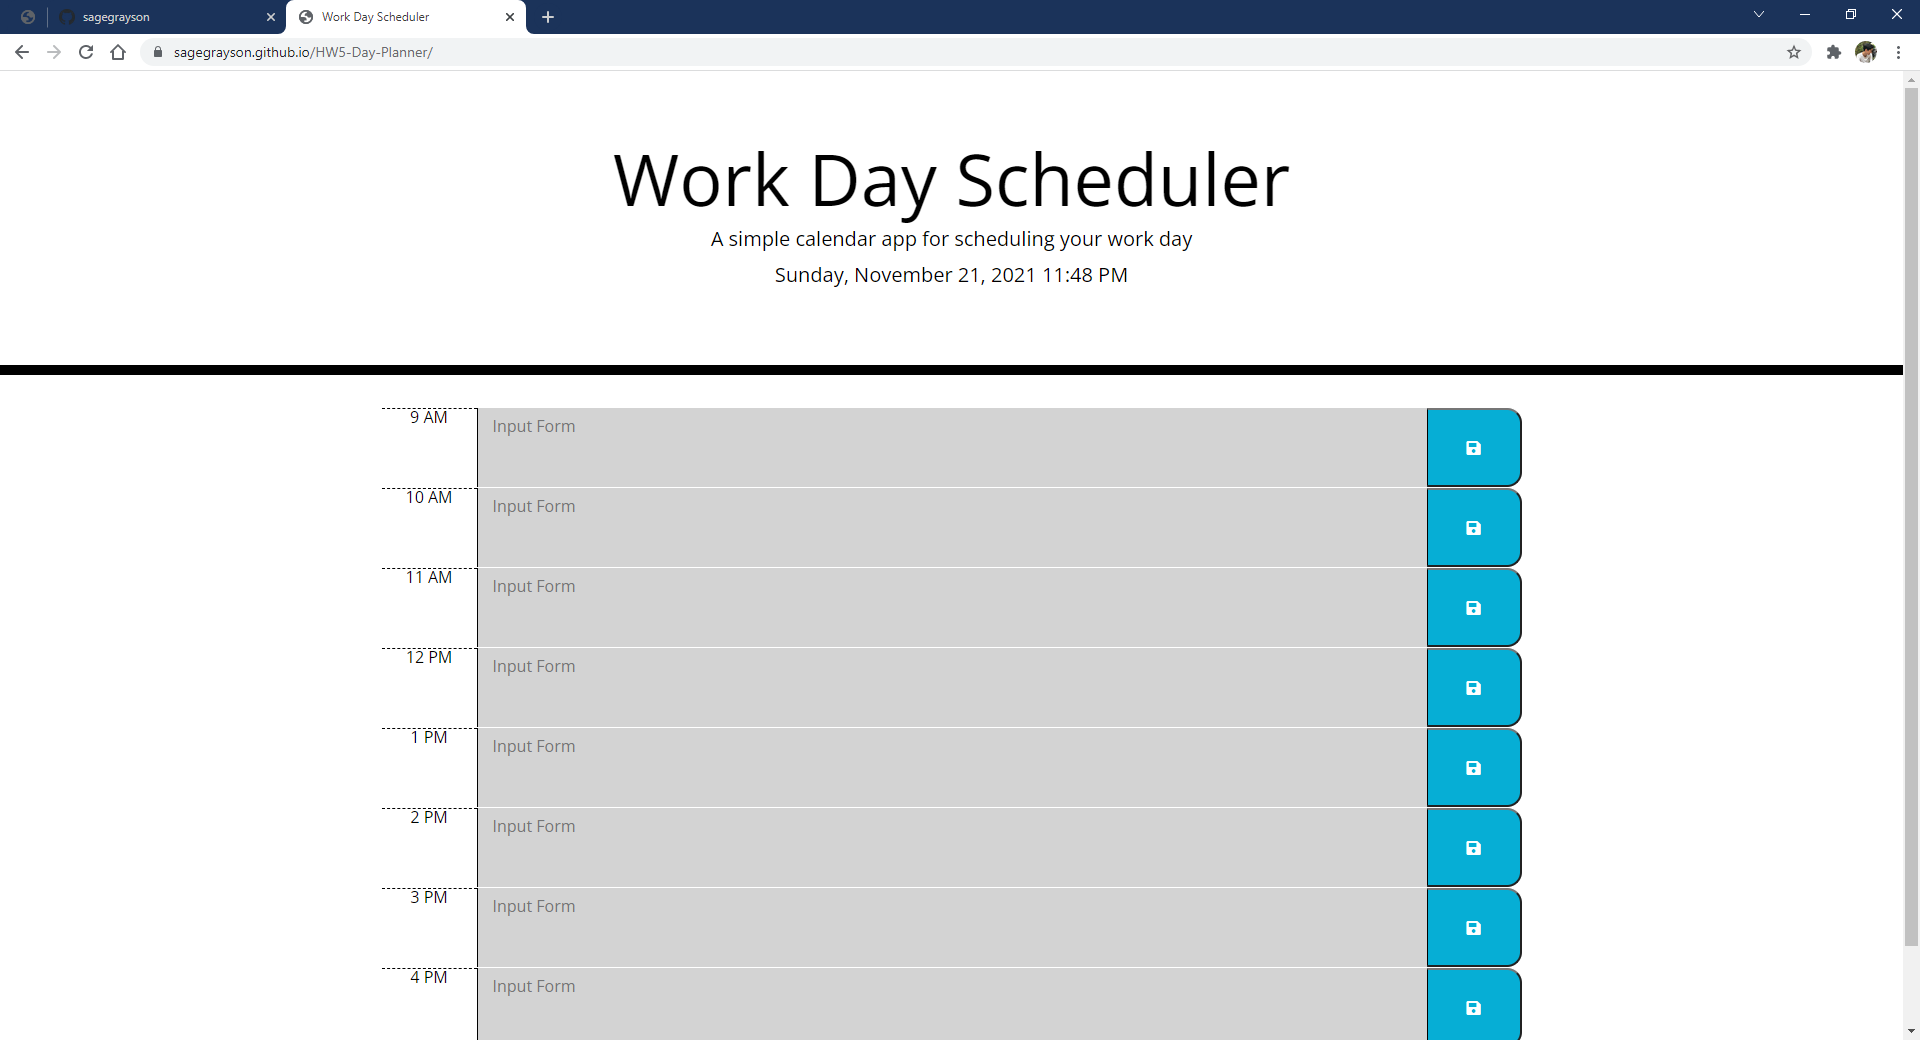 sagegrayson
Work Day Scheduler
sagegrayson.github.io/HW5-Day-Planner/
Work Day Scheduler
A simple calendar app for scheduling your work day
Sunday, November 21, 2021 11:48 PM
9 AM
Input Form
10 AM
Input Form
11 AM
Input Form
12 PM
Input Form
1 PM
Input Form
2 PM
Input Form
3 PM
Input Form
4 PM
Input Form